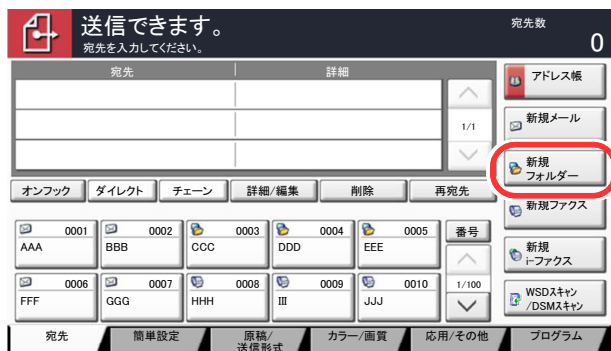 送信できます。
宛先を入力してください。
宛先数
0
宛先 詳細
1/1
アドレス帳
新規メール
新規
フォルダー
新規ファクス
新規
i-ファクス
WSDスキャン
/DSMスキャン
オンフック ダイレクト チェーン 詳細/編集 削除 再宛先
0001 0002 0003 0004 0005 番号
AAA BBB CCC DDD EEE
0006 0007 0008 0009 0010 1/100
FFF GGG HHH III JJJ
宛先 簡単設定 原稿/
送信形式 カラー/画質 応用/その他 プログラム